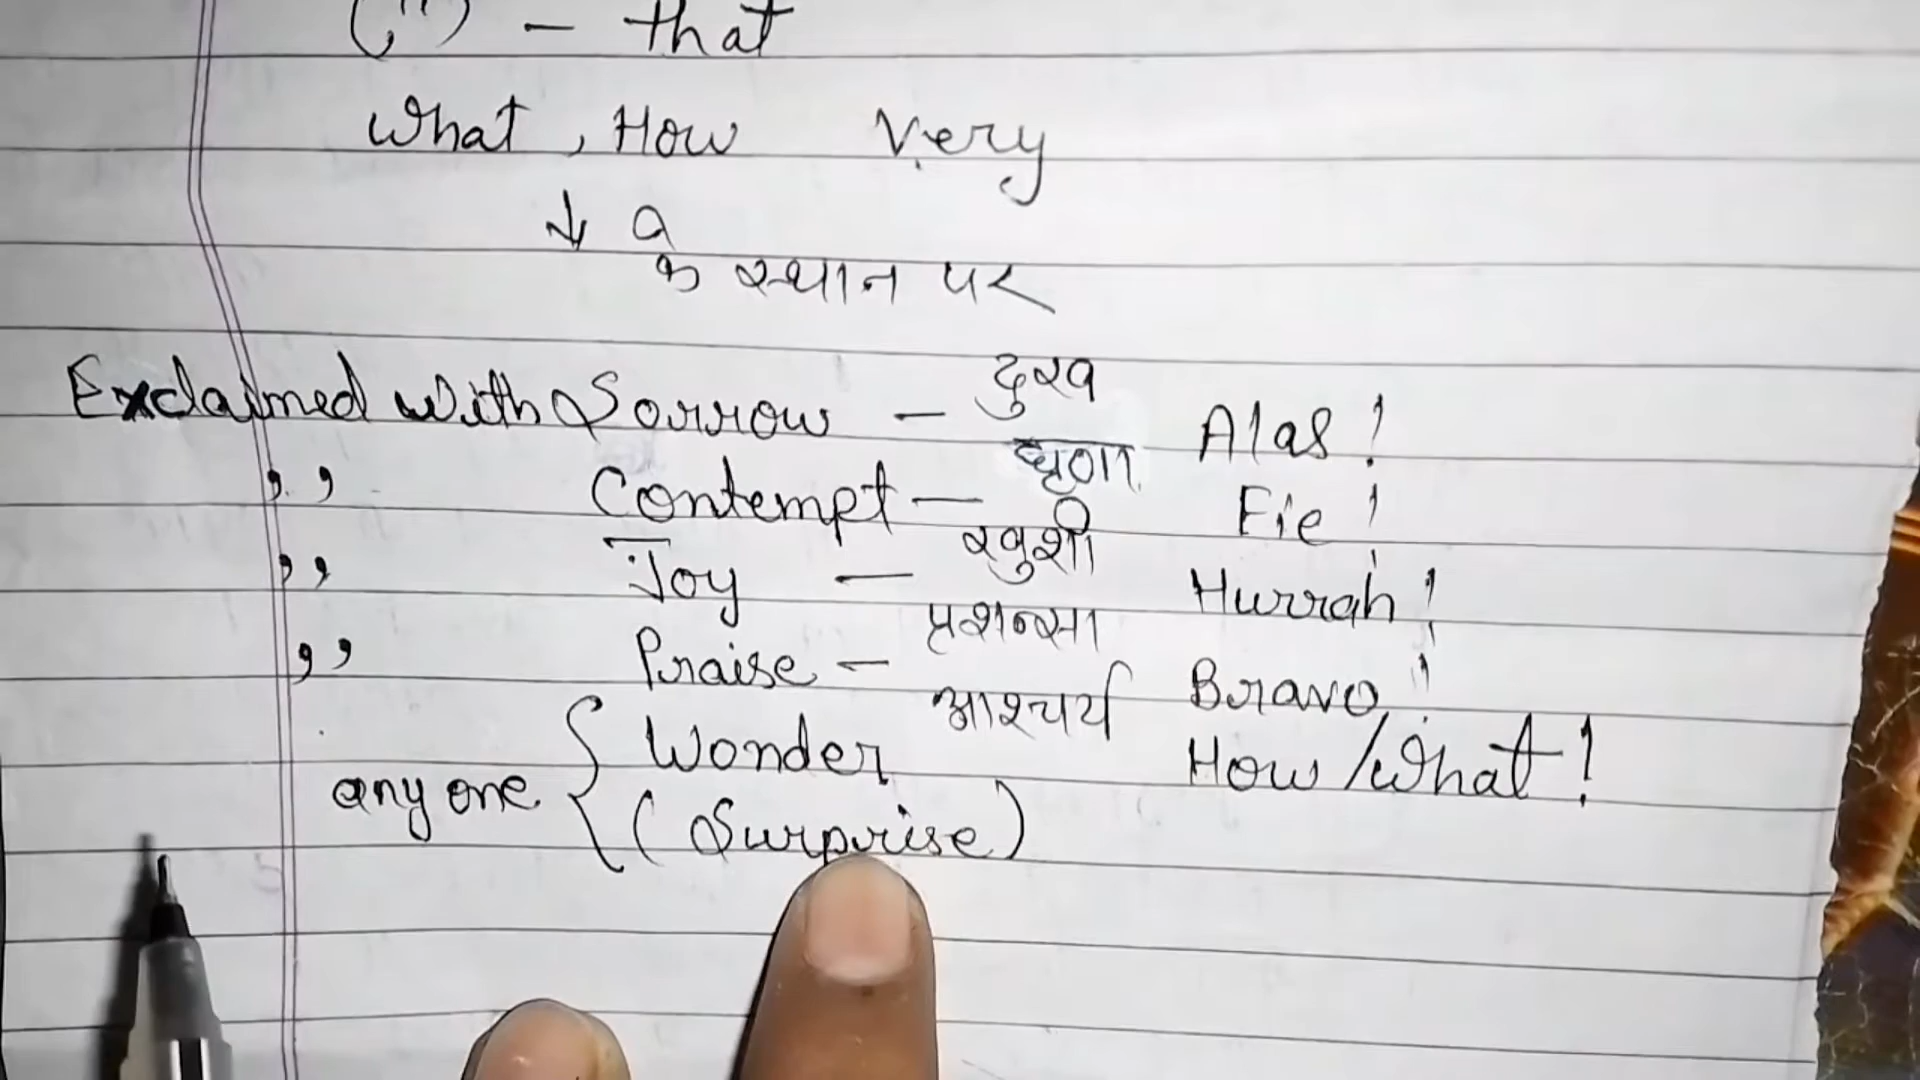 (," ") - that
What, How Very
↓ a
के स्थान पर
Exclaimed with Sorrow - दुख Alas!
,, Contempt - घृणा Fie!
,, Joy - खुशी Hurrah!
,, Praise - प्रशन्सा Bravo!
any one { Wonder आश्चर्य How/What!
(Surprise)